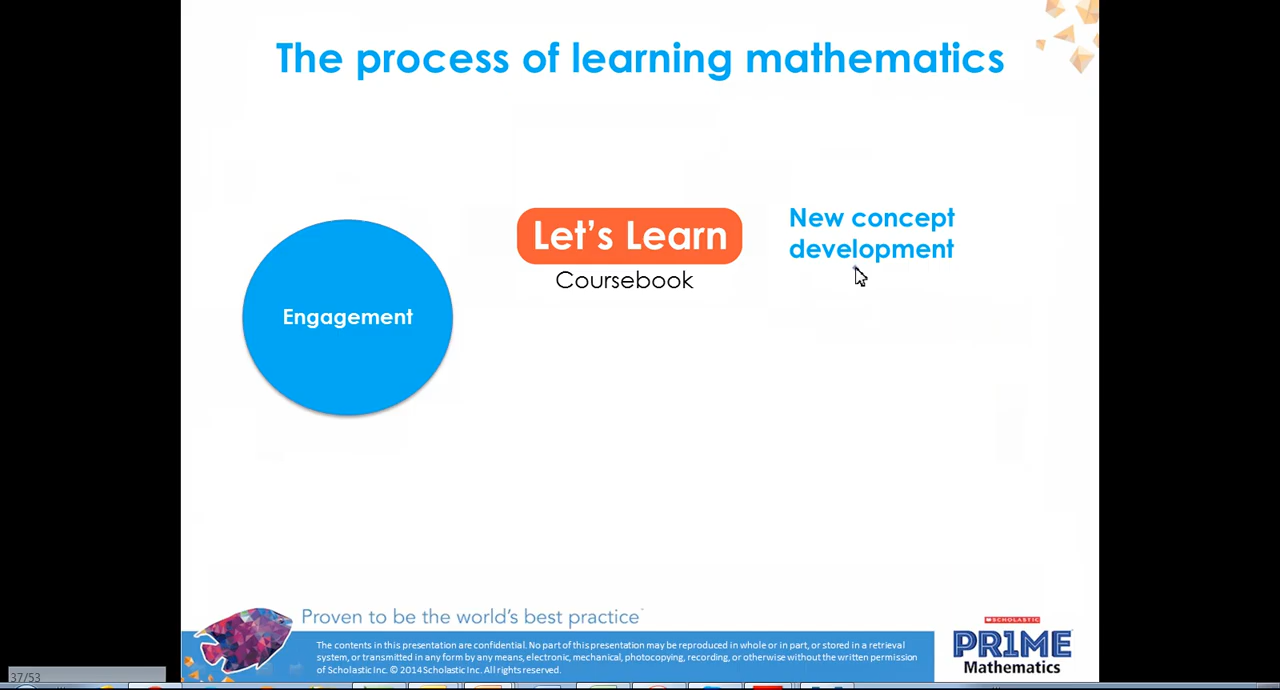 The process of learning mathematics
Engagement
Let's Learn
Coursebook
New concept
development
Proven to be the world's best practice
The contents in this presentation are confidential. No part of this presentation may be reproduced in whole or in part, or stored in a retrieval
system, or transmitted in any form by any means, electronic, mechanical, photocopying, recording, or otherwise without the written permission
of Scholastic Inc. © 2014 Scholastic Inc. All rights reserved.
SCHOLASTIC
PR1ME
Mathematics
37/53